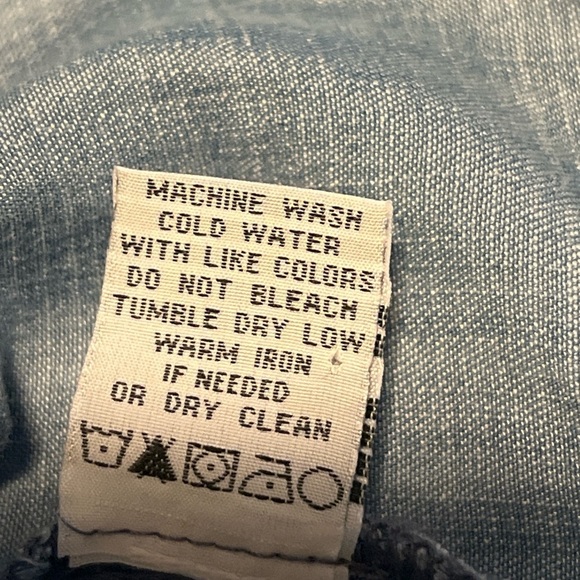 MACHINE WASH
COLD WATER
WITH LIKE COLORS
DO NOT BLEACH
TUMBLE DRY LOW
WARM IRON
IF NEEDED
OR DRY CLEAN